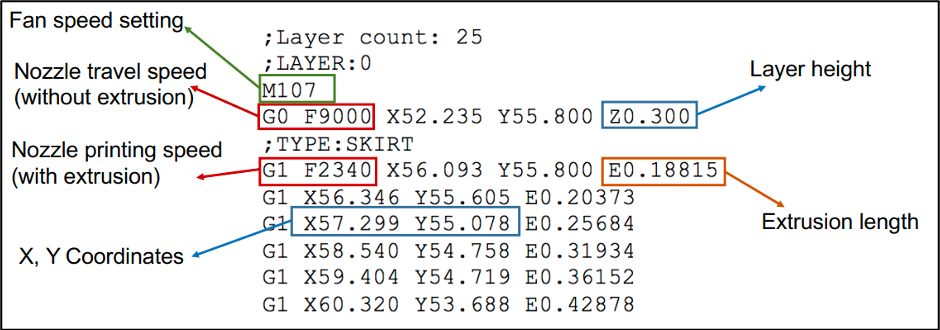 Fan speed setting
;Layer count: 25
;LAYER:0
Nozzle travel speed
(without extrusion)
M107
Layer height
G0 F9000 X52.235 Y55.800 Z0.300
;TYPE:SKIRT
Nozzle printing speed
(with extrusion)
G1 F2340 X56.093 Y55.800 E0.18815
G1 X56.346 Y55.605 E0.20373
G1 X57.299 Y55.078 E0.25684
Extrusion length
X, Y Coordinates
G1 X58.540 Y54.758 E0.31934
G1 X59.404 Y54.719 E0.36152
G1 X60.320 Y53.688 E0.42878